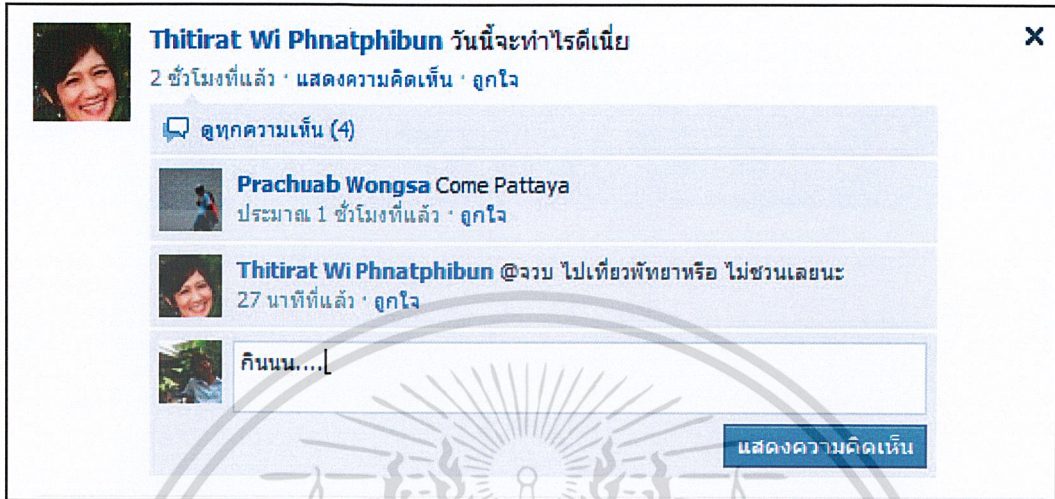 Thitirat Wi Phnatphibun วันนี้จะทำไรดีเนี่ย
2 ชั่วโมงที่แล้ว · แสดงความคิดเห็น · ถูกใจ
ดูทุกความเห็น (4)
Prachuab Wongsa Come Pattaya
ประมาณ 1 ชั่วโมงที่แล้ว · ถูกใจ
Thitirat Wi Phnatphibun @จวบ ไปเที่ยวพัทยาหรือ ไม่ชวนเลยนะ
27 นาทีที่แล้ว · ถูกใจ
กินนน....
แสดงความคิดเห็น